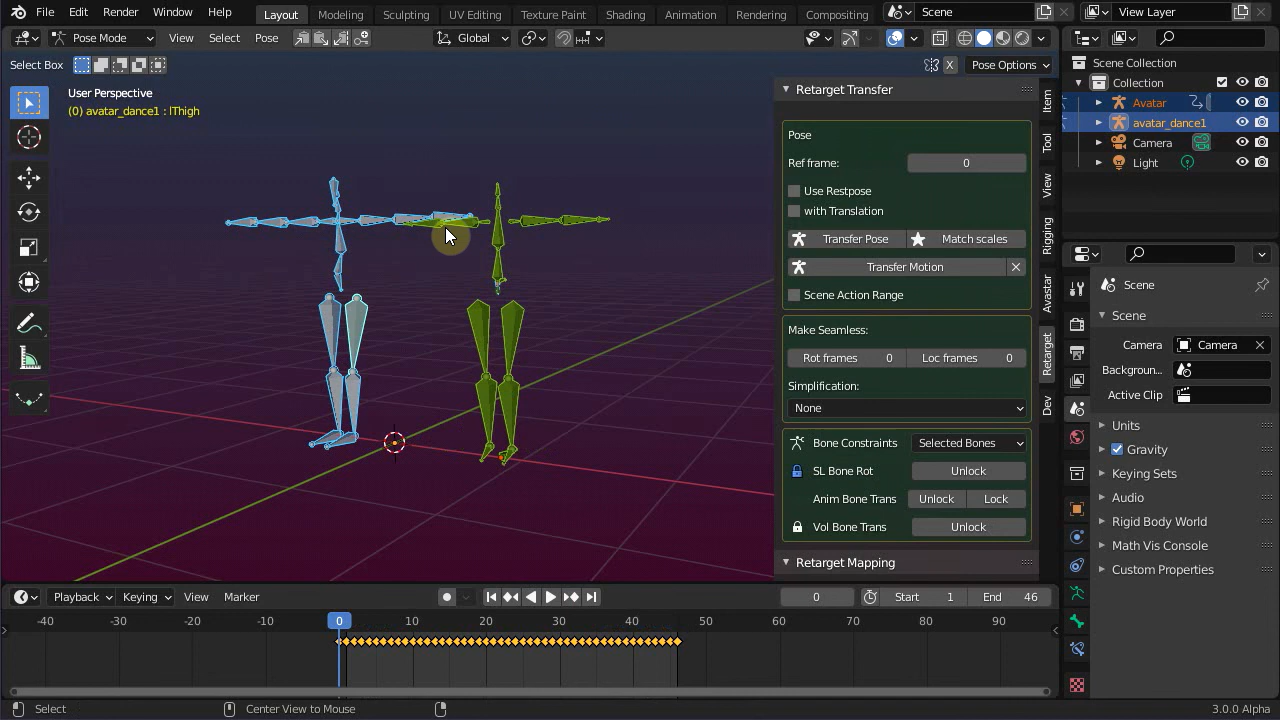 File Edit Render Window Help Layout Modeling Sculpting UV Editing Texture Paint Shading Animation Rendering Compositing Scene View Layer
Pose Mode View Select Pose Global
Select Box X Pose Options
User Perspective
(0) avatar_dance1 : lThigh
Retarget Transfer
Pose
Ref frame: 0
Use Restpose
with Translation
Transfer Pose Match scales
Transfer Motion
Scene Action Range
Make Seamless:
Rot frames 0 Loc frames 0
Simplification:
None
Bone Constraints Selected Bones
SL Bone Rot Unlock
Anim Bone Trans Unlock Lock
Vol Bone Trans Unlock
Retarget Mapping
Item
Tool
View
Rigging
Avastar
Retarget
Dev
Scene Collection
Collection
Avatar
avatar_dance1
Camera
Light
Scene
Scene
Camera Camera
Backgroun...
Active Clip
Units
Gravity
Keying Sets
Audio
Rigid Body World
Math Vis Console
Custom Properties
Playback Keying View Marker 0 Start 1 End 46
-40 -30 -20 -10 0 10 20 30 40 50 60 70 80 90
Select Center View to Mouse 3.0.0 Alpha